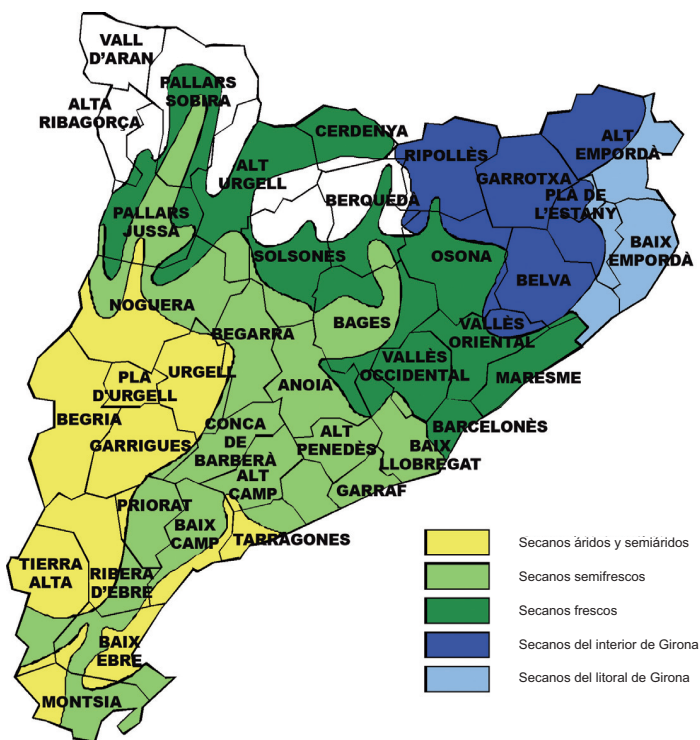 VALL
D'ARAN
PALLARS
SOBIRA
ALTA
RIBAGORÇA
CERDENYA
RIPOLLÈS
ALT
EMPORDÀ
ALT
URGELL
GARROTXA
PLA DE
L'ESTANY
BERQUEDA
PALLARS
JUSSÀ
SOLSONES
OSONA
BAIX
EMPORDÀ
BELVA
NOGUERA
BEGARRA
BAGES
VALLÈS
ORIENTAL
VALLÈS
OCCIDENTAL
MARESME
URGELL
PLA
D'URGELL
ANOIA
BEGRIA
GARRIGUES
CONCA
DE
BARBERÀ
ALT
PENEDÈS
BARCELONÈS
BAIX
LLOBREGAT
ALT
CAMP
GARRAF
PRIORAT
BAIX
CAMP
TARRAGONES
TIERRA
ALTA
RIBERA
D'EBRE
BAIX
EBRE
MONTSIA
Secanos áridos y semiáridos
Secanos semifrescos
Secanos frescos
Secanos del interior de Girona
Secanos del litoral de Girona